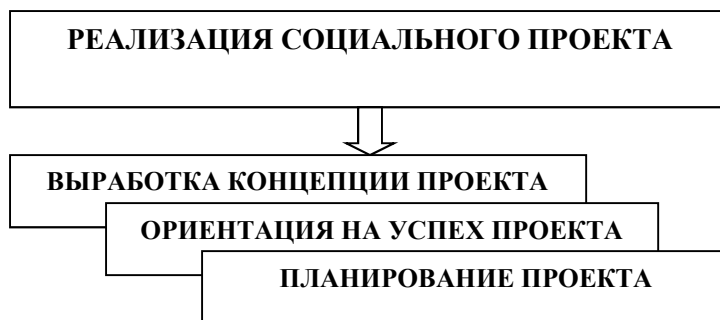 РЕАЛИЗАЦИЯ СОЦИАЛЬНОГО ПРОЕКТА
ВЫРАБОТКА КОНЦЕПЦИИ ПРОЕКТА
ОРИЕНТАЦИЯ НА УСПЕХ ПРОЕКТА
ПЛАНИРОВАНИЕ ПРОЕКТА